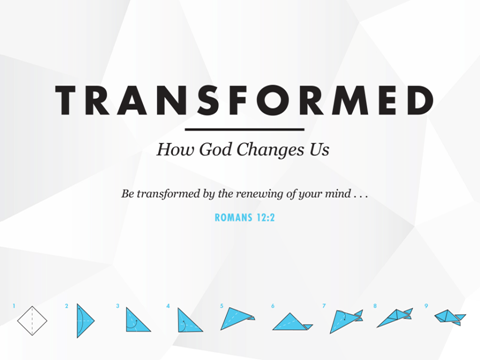 TRANSFORMED
How God Changes Us
Be transformed by the renewing of your mind . . .
ROMANS 12:2
1 2 3 4 5 6 7 8 9